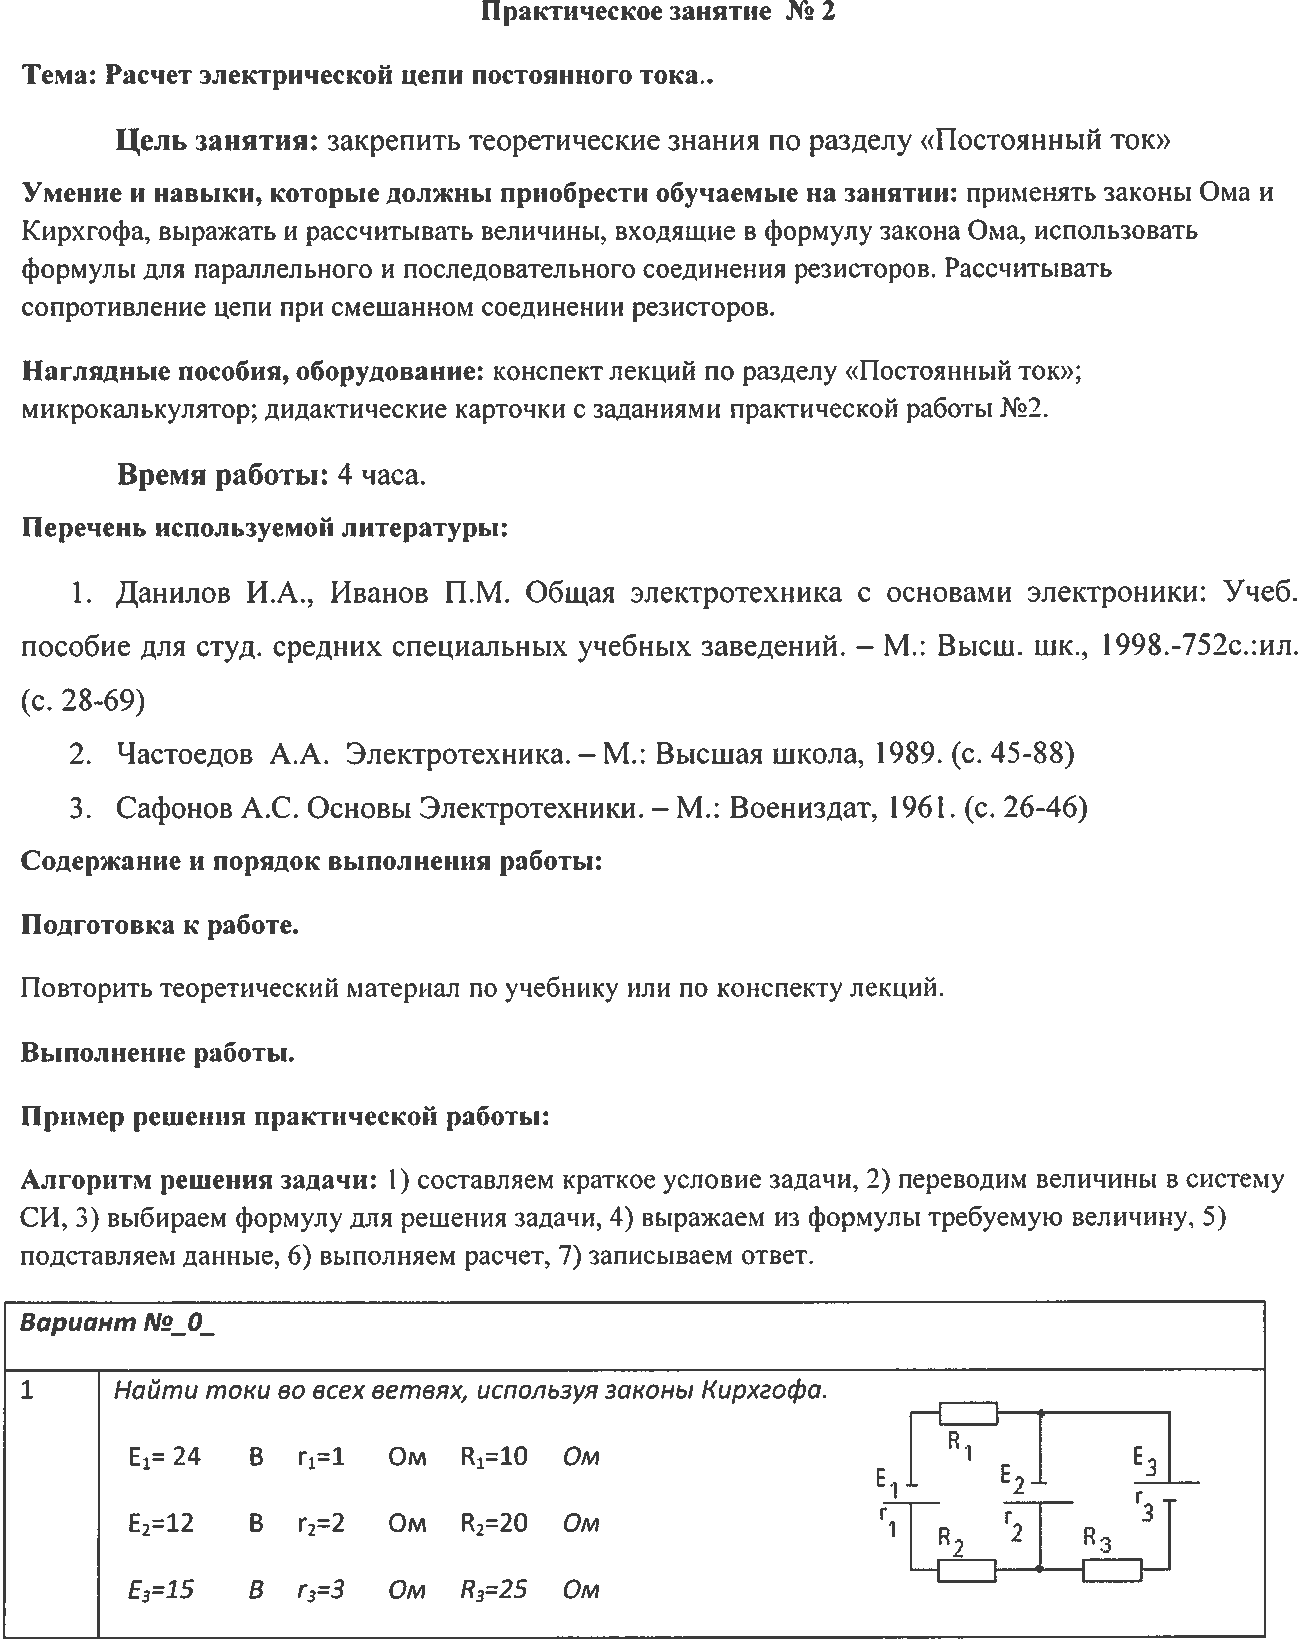 Практическое занятие № 2
Тема: Расчет электрической цепи постоянного тока..
Цель занятия: закрепить теоретические знания по разделу «Постоянный ток»
Умение и навыки, которые должны приобрести обучаемые на занятии: применять законы Ома и
Кирхгофа, выражать и рассчитывать величины, входящие в формулу закона Ома, использовать
формулы для параллельного и последовательного соединения резисторов. Рассчитывать
сопротивление цепи при смешанном соединении резисторов.
Наглядные пособия, оборудование: конспект лекций по разделу «Постоянный ток»;
микрокалькулятор; дидактические карточки с заданиями практической работы №2.
Время работы: 4 часа.
Перечень используемой литературы:
1. Данилов И.А., Иванов П.М. Общая электротехника с основами электроники: Учеб.
пособие для студ. средних специальных учебных заведений. – М.: Высш. шк., 1998.-752с.:ил.
(с. 28-69)
2. Частоедов А.А. Электротехника. – М.: Высшая школа, 1989. (с. 45-88)
3. Сафонов А.С. Основы Электротехники. – М.: Воениздат, 1961. (с. 26-46)
Содержание и порядок выполнения работы:
Подготовка к работе.
Повторить теоретический материал по учебнику или по конспекту лекций.
Выполнение работы.
Пример решения практической работы:
Алгоритм решения задачи: 1) составляем краткое условие задачи, 2) переводим величины в систему
СИ, 3) выбираем формулу для решения задачи, 4) выражаем из формулы требуемую величину, 5)
подставляем данные, 6) выполняем расчет, 7) записываем ответ.
Вариант №_0_
1 Найти токи во всех ветвях, используя законы Кирхгофа.
E₁= 24 В r₁=1 Ом R₁=10 Ом
E₂=12 В r₂=2 Ом R₂=20 Ом
E₃=15 В r₃=3 Ом R₃=25 Ом
R₁
E₁ E₂ E₃
r₁ r₂ r₃
R₂ R₃